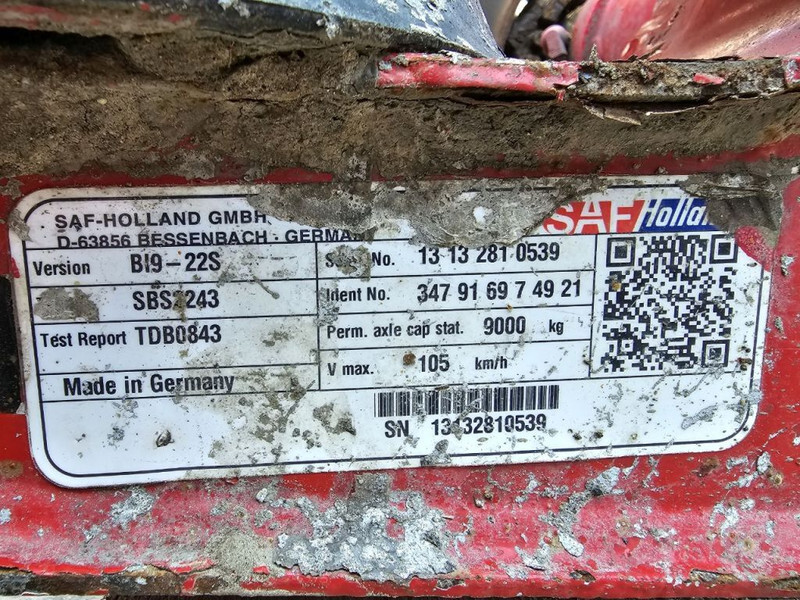 SAF-HOLLAND GMBH
SAF Holland
D-63856 BESSENBACH - GERMANY
Version BI9-22S
No. 13 13 281 0539
SBS2243
Ident No. 347 91 69 7 49 21
Test Report TDB0843
Perm. axle cap stat. 9000 kg
V max. 105 km/h
Made in Germany
SN 13132810539